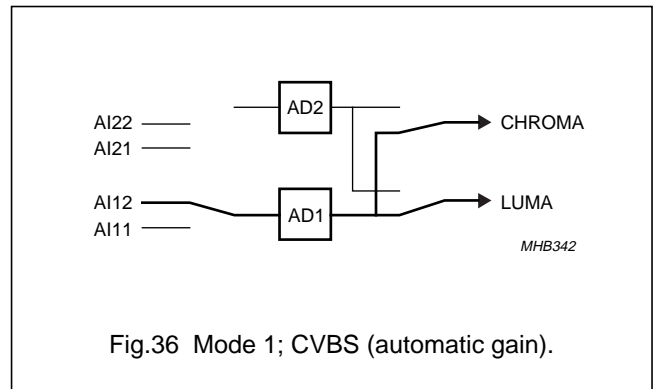 AD2
AI22
CHROMA
AI21
AI12
LUMA
AD1
AI11
MHB342
Fig.36 Mode 1; CVBS (automatic gain).